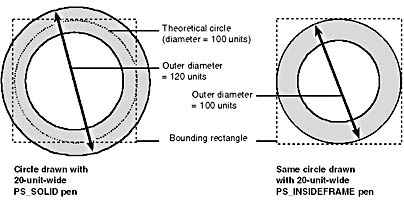 Theoretical circle
(diameter = 100 units)
Outer diameter
= 120 units
Outer diameter
= 100 units
Bounding rectangle
Circle drawn with
20-unit-wide
PS_SOLID pen
Same circle drawn
with 20-unit-wide
PS_INSIDEFRAME pen